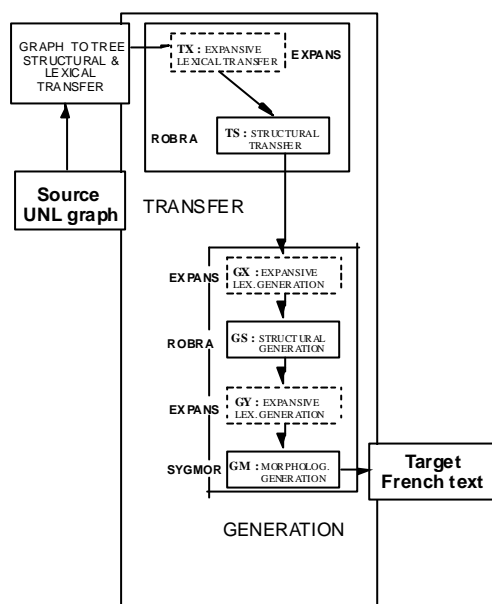 GRAPH TO TREE
STRUCTURAL &
LEXICAL
TRANSFER
TX : EXPANSIVE
LEXICAL TRANSFER
EXPANS
ROBRA
TS : STRUCTURAL
TRANSFER
Source
UNL graph
TRANSFER
EXPANS
GX : EXPANSIVE
LEX. GENERATION
ROBRA
GS : STRUCTURAL
GENERATION
EXPANS
GY : EXPANSIVE
LEX. GENERATION
SYGMOR
GM : MORPHOLOG.
GENERATION
Target
French text
GENERATION